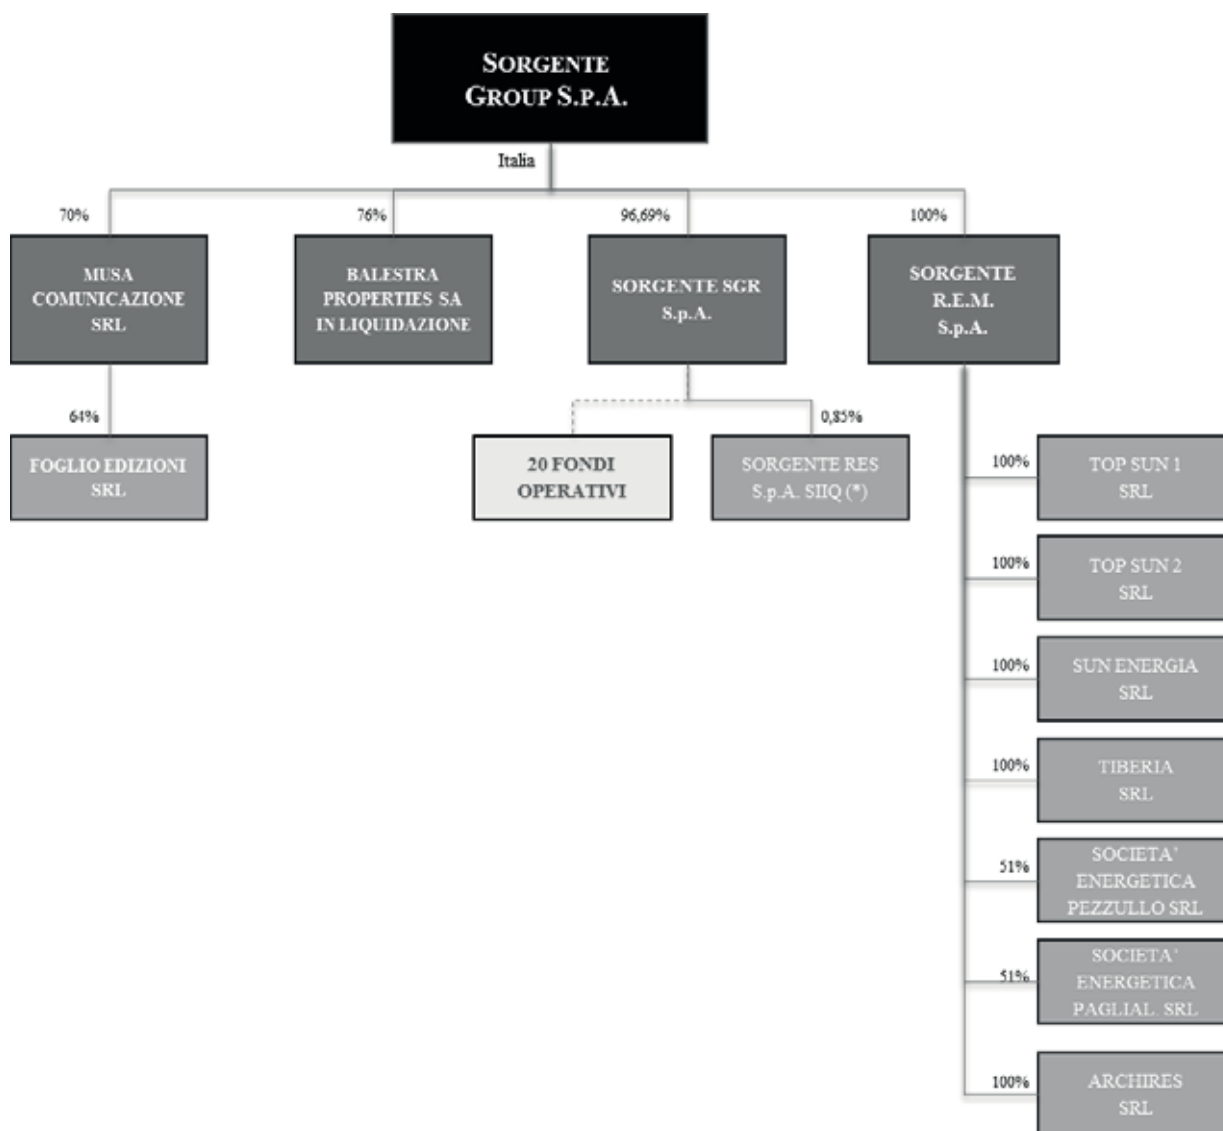 SORGENTE
GROUP S.P.A.
Italia
70%
76%
96,69%
100%
MUSA
COMUNICAZIONE
SRL
BALESTRA
PROPERTIES SA
IN LIQUIDAZIONE
SORGENTE SGR
S.p.A.
SORGENTE
R.E.M.
S.p.A.
64%
0,85%
FOGLIO EDIZIONI
SRL
20 FONDI
OPERATIVI
SORGENTE RES
S.p.A. SIIQ (*)
100%
TOP SUN 1
SRL
100%
TOP SUN 2
SRL
100%
SUN ENERGIA
SRL
100%
TIBERIA
SRL
51%
SOCIETA'
ENERGETICA
PEZZULLO SRL
51%
SOCIETA'
ENERGETICA
PAGLIAL. SRL
100%
ARCHIRES
SRL